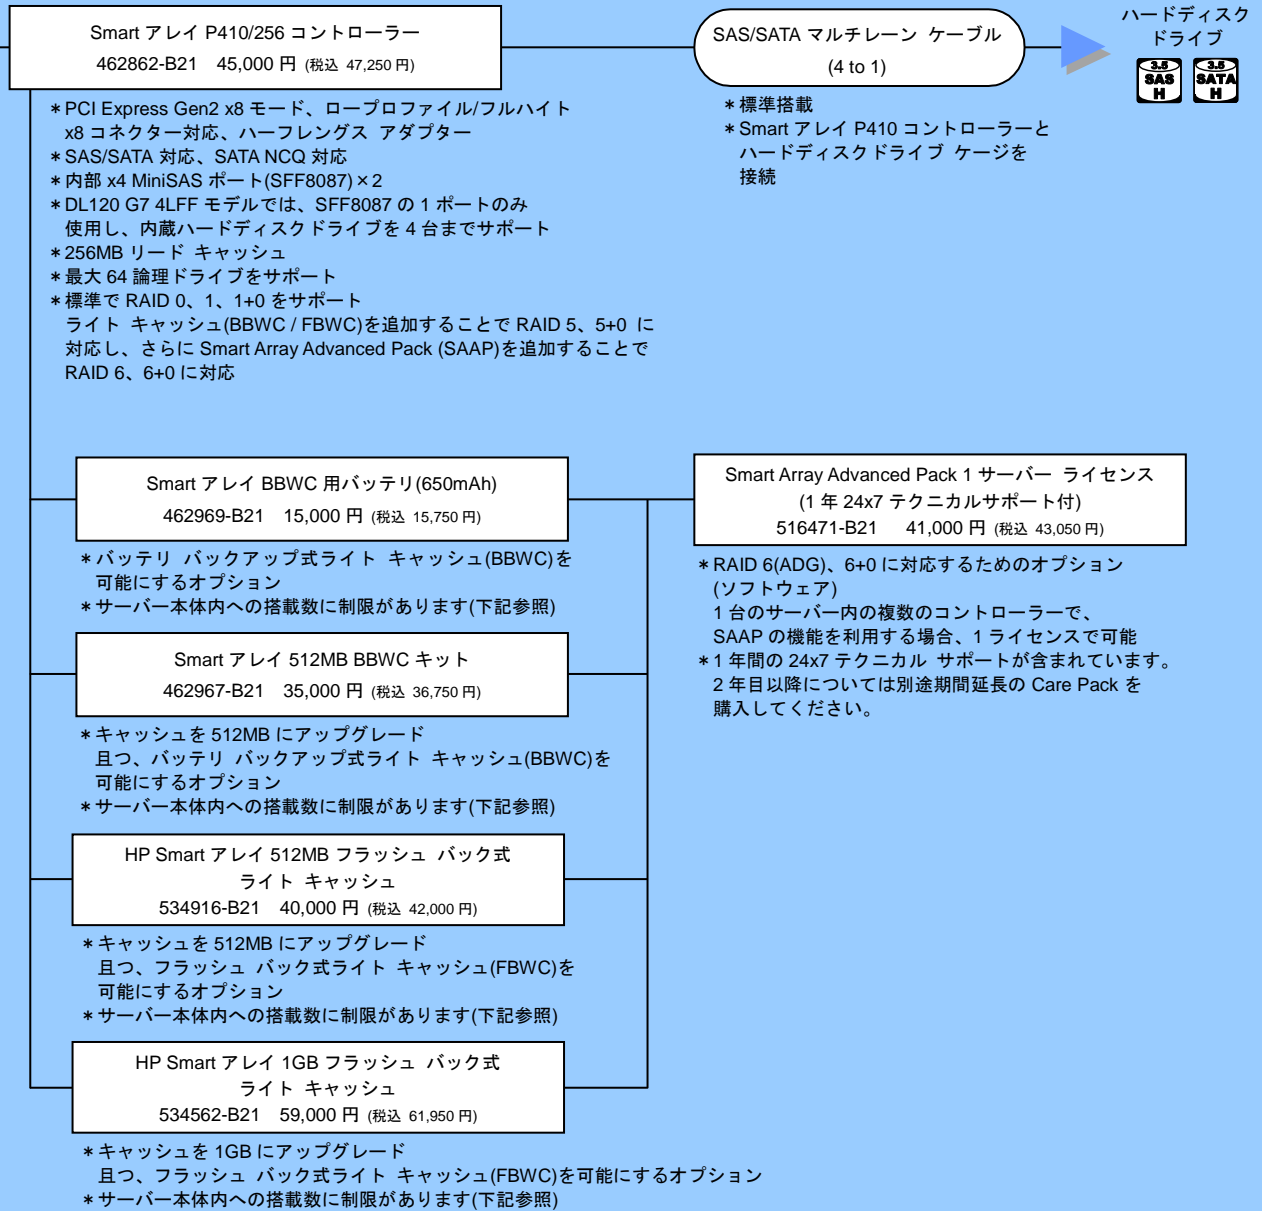 Smart アレイ P410/256 コントローラー
462862-B21 45,000 円 (税込 47,250 円)
SAS/SATA マルチレーン ケーブル
(4 to 1)
ハードディスク
ドライブ
3.5
SAS
H
3.5
SATA
H
*PCI Express Gen2 x8 モード、ロープロファイル/フルハイト
x8 コネクター対応、ハーフレングス アダプター
*SAS/SATA 対応、SATA NCQ 対応
*内部 x4 MiniSAS ポート(SFF8087)×2
*DL120 G7 4LFF モデルでは、SFF8087 の 1 ポートのみ
使用し、内蔵ハードディスクドライブを 4 台までサポート
*256MB リード キャッシュ
*最大 64 論理ドライブをサポート
*標準で RAID 0、1、1+0 をサポート
ライト キャッシュ(BBWC / FBWC)を追加することで RAID 5、5+0 に
対応し、さらに Smart Array Advanced Pack (SAAP)を追加することで
RAID 6、6+0 に対応
*標準搭載
*Smart アレイ P410 コントローラーと
ハードディスクドライブ ケージを
接続
Smart アレイ BBWC 用バッテリ(650mAh)
462969-B21 15,000 円 (税込 15,750 円)
*バッテリ バックアップ式ライト キャッシュ(BBWC)を
可能にするオプション
*サーバー本体内への搭載数に制限があります(下記参照)
Smart アレイ 512MB BBWC キット
462967-B21 35,000 円 (税込 36,750 円)
*キャッシュを 512MB にアップグレード
且つ、バッテリ バックアップ式ライト キャッシュ(BBWC)を
可能にするオプション
*サーバー本体内への搭載数に制限があります(下記参照)
HP Smart アレイ 512MB フラッシュ バック式
ライト キャッシュ
534916-B21 40,000 円 (税込 42,000 円)
*キャッシュを 512MB にアップグレード
且つ、フラッシュ バック式ライト キャッシュ(FBWC)を
可能にするオプション
*サーバー本体内への搭載数に制限があります(下記参照)
HP Smart アレイ 1GB フラッシュ バック式
ライト キャッシュ
534562-B21 59,000 円 (税込 61,950 円)
*キャッシュを 1GB にアップグレード
且つ、フラッシュ バック式ライト キャッシュ(FBWC)を可能にするオプション
*サーバー本体内への搭載数に制限があります(下記参照)
Smart Array Advanced Pack 1 サーバー ライセンス
(1 年 24x7 テクニカルサポート付)
516471-B21 41,000 円 (税込 43,050 円)
*RAID 6(ADG)、6+0 に対応するためのオプション
(ソフトウェア)
1 台のサーバー内の複数のコントローラーで、
SAAP の機能を利用する場合、1 ライセンスで可能
*1 年間の 24x7 テクニカル サポートが含まれています。
2 年目以降については別途期間延長の Care Pack を
購入してください。